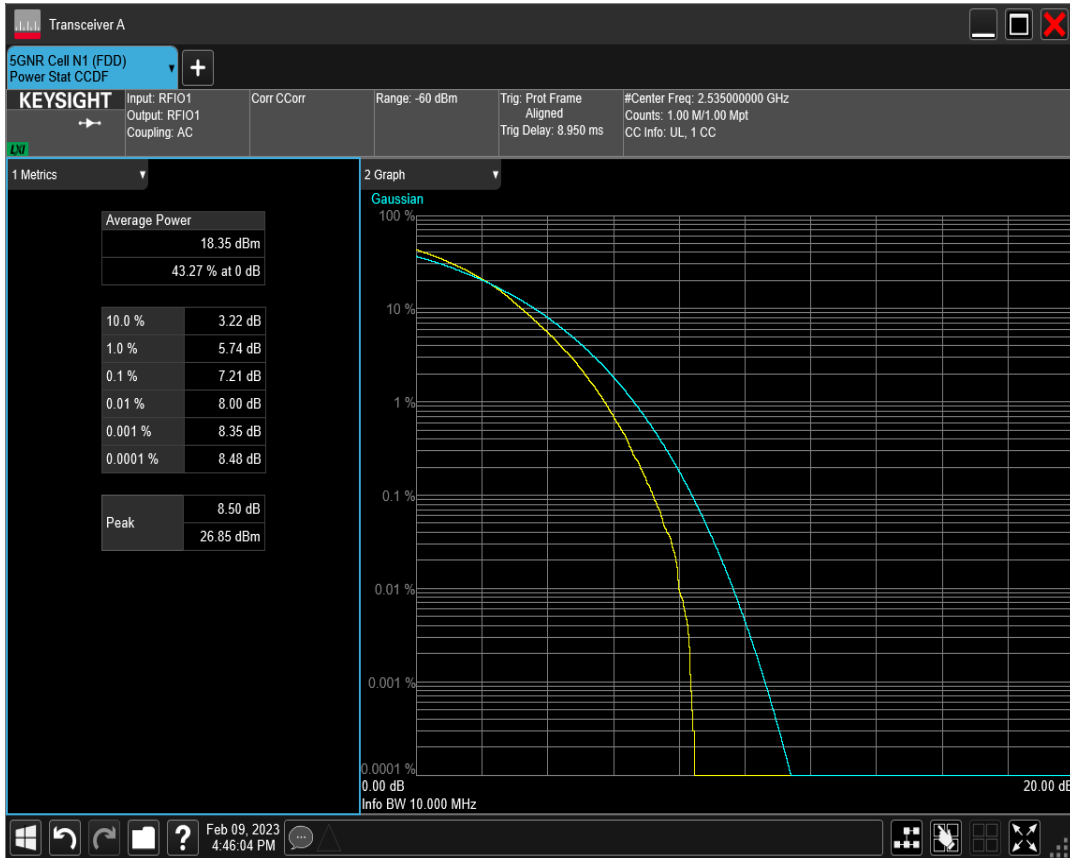 Transceiver A
5GNR Cell N1 (FDD)
Power Stat CCDF
+
KEYSIGHT
LXI
Input: RFIO1
Output: RFIO1
Coupling: AC
Corr CCorr
Range: -60 dBm
Trig: Prot Frame
Aligned
Trig Delay: 8.950 ms
#Center Freq: 2.535000000 GHz
Counts: 1.00 M/1.00 Mpt
CC Info: UL, 1 CC
1 Metrics
Average Power
18.35 dBm
43.27 % at 0 dB
10.0 % 3.22 dB
1.0 % 5.74 dB
0.1 % 7.21 dB
0.01 % 8.00 dB
0.001 % 8.35 dB
0.0001 % 8.48 dB
Peak
8.50 dB
26.85 dBm
2 Graph
Gaussian
100 %
10 %
1 %
0.1 %
0.01 %
0.001 %
0.0001 %
0.00 dB 20.00 dB
Info BW 10.000 MHz
?
Feb 09, 2023
4:46:04 PM